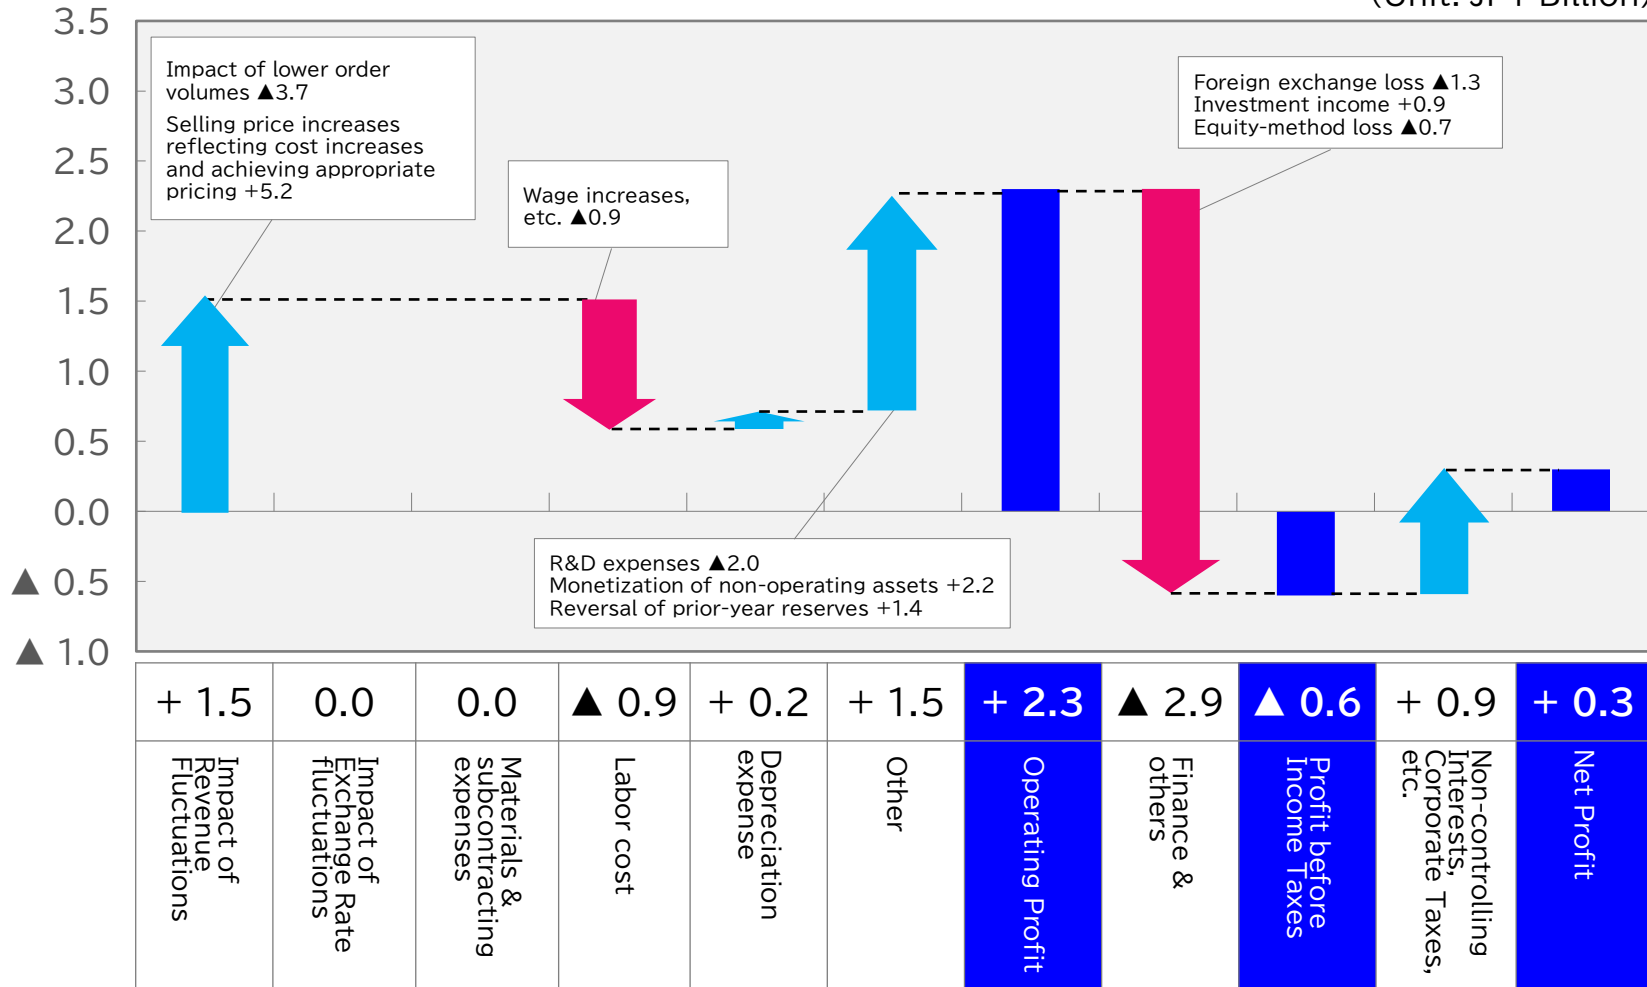 3.5
3.0
2.5
2.0
1.5
1.0
0.5
0.0
▲ 0.5
▲ 1.0
Impact of lower order
volumes ▲3.7
Selling price increases
reflecting cost increases
and achieving appropriate
pricing +5.2
Wage increases,
etc. ▲0.9
Foreign exchange loss ▲1.3
Investment income +0.9
Equity-method loss ▲0.7
R&D expenses ▲2.0
Monetization of non-operating assets +2.2
Reversal of prior-year reserves +1.4
+ 1.5
0.0
0.0
▲ 0.9
+ 0.2
+ 1.5
+ 2.3
▲ 2.9
▲ 0.6
+ 0.9
+ 0.3
Impact of
Revenue
Fluctuations
Impact of
Exchange Rate
fluctuations
Materials &
subcontracting
expenses
Labor cost
Depreciation
expense
Other
Operating Profit
Finance &
others
Profit before
Income Taxes
Non-controlling
Interests,
Corporate Taxes,
etc.
Net Profit